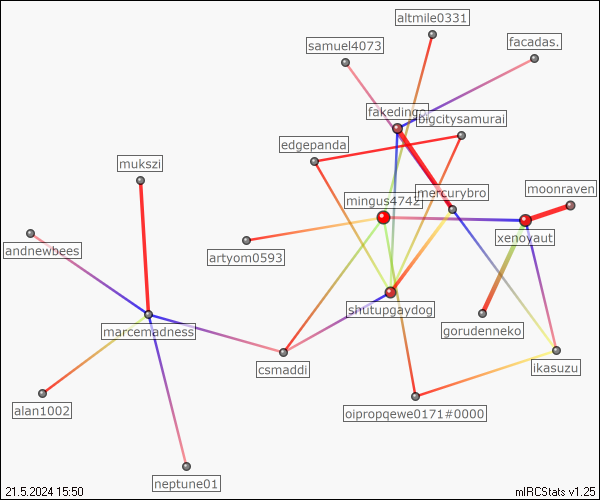 altmile0331
samuel4073
facadas.
fakedingo
bigcitysamurai
edgepanda
mukszi
mercurybro
moonraven
mingus4742
xenoyaut
andnewbees
artyom0593
shutupgaydog
marcemadness
gorudenneko
csmaddi
ikasuzu
alan1002
oipropqewe0171#0000
neptune01
21.5.2024 15:50
mIRCStats v1.25